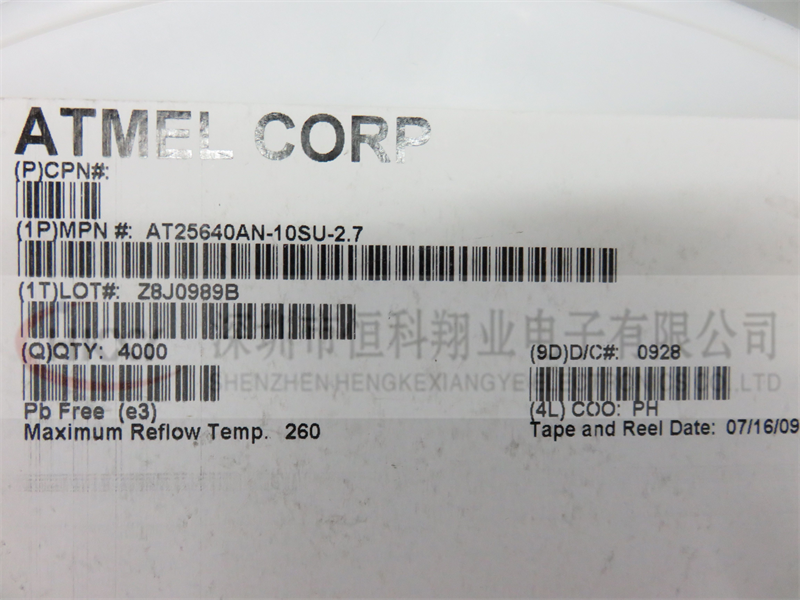 ATMEL CORP
(P)CPN#:
(1P)MPN #: AT25640AN-10SU-2.7
(1T)LOT#: Z8J0989B
深圳市恒科翔业电子有限公司
(Q)QTY: 4000 (9D)D/C#: 0928
SHENZHEN HENGKEXIANGYE ELECTRONICS CO.,LTD
Pb Free (e3) (4L) COO: PH
Maximum Reflow Temp. 260 Tape and Reel Date: 07/16/09